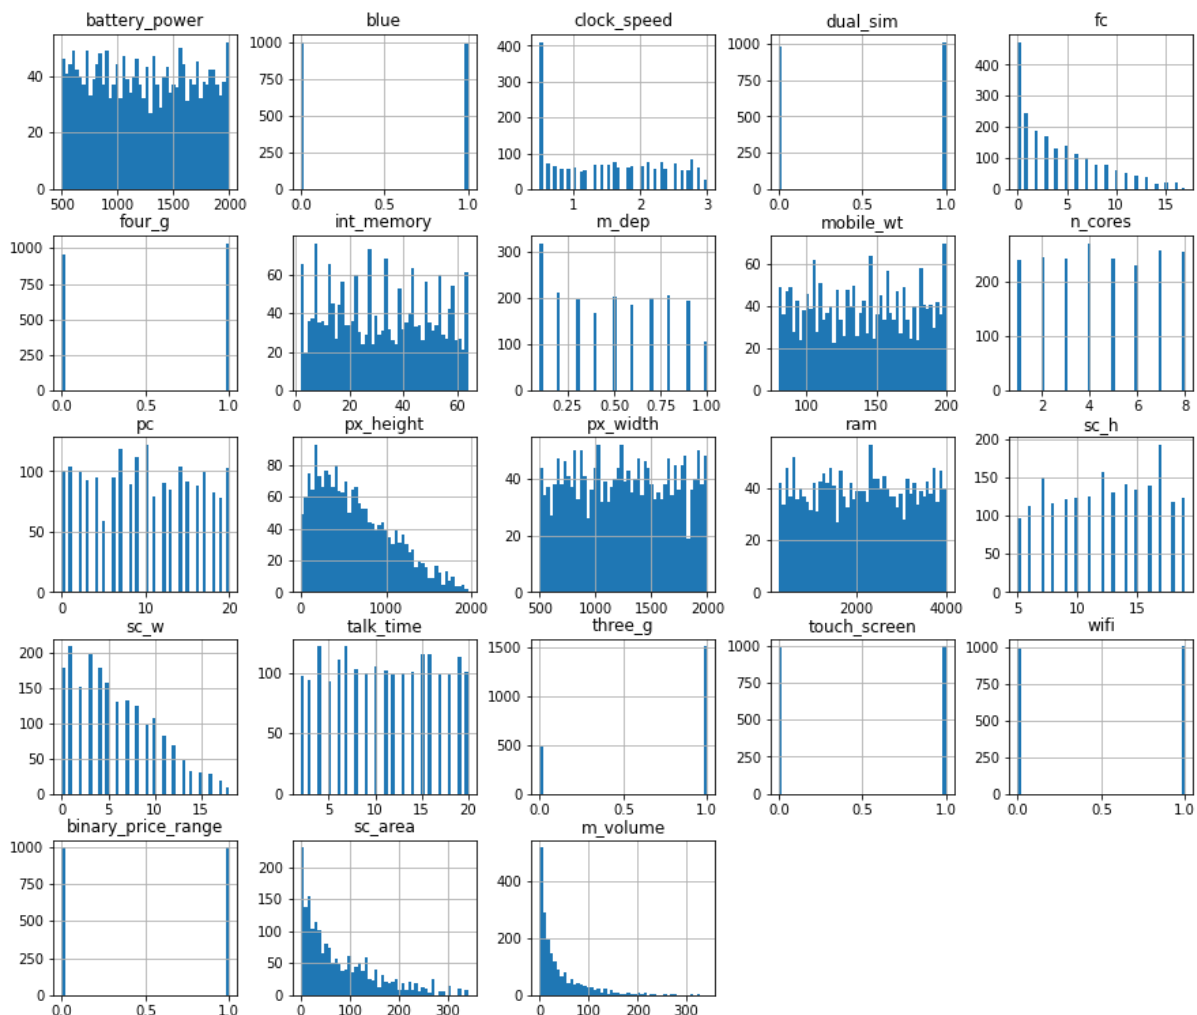 battery_power blue clock_speed dual_sim fc
40 20 0
1000 750 500 250 0
400 300 200 100 0
1000 750 500 250 0
400 300 200 100 0
500 1000 1500 2000 0.0 0.5 1.0 1 2 3 0.0 0.5 1.0 0 5 10 15
four_g int_memory m_dep mobile_wt n_cores
1000 750 500 250 0
60 40 20 0
300 200 100 0
60 40 20 0
200 100 0
0.0 0.5 1.0 0 20 40 60 0.25 0.50 0.75 1.00 100 150 200 2 4 6 8
pc px_height px_width ram sc_h
100 50 0
80 60 40 20 0
40 20 0
40 20 0
200 150 100 50 0
0 10 20 0 1000 2000 500 1000 1500 2000 2000 4000 5 10 15
sc_w talk_time three_g touch_screen wifi
200 150 100 50 0
100 50 0
1500 1000 500 0
1000 750 500 250 0
1000 750 500 250 0
0 5 10 15 5 10 15 20 0.0 0.5 1.0 0.0 0.5 1.0 0.0 0.5 1.0
binary_price_range sc_area m_volume
1000 750 500 250 0
200 150 100 50 0
400 200 0
0.0 0.5 1.0 0 100 200 300 0 100 200 300